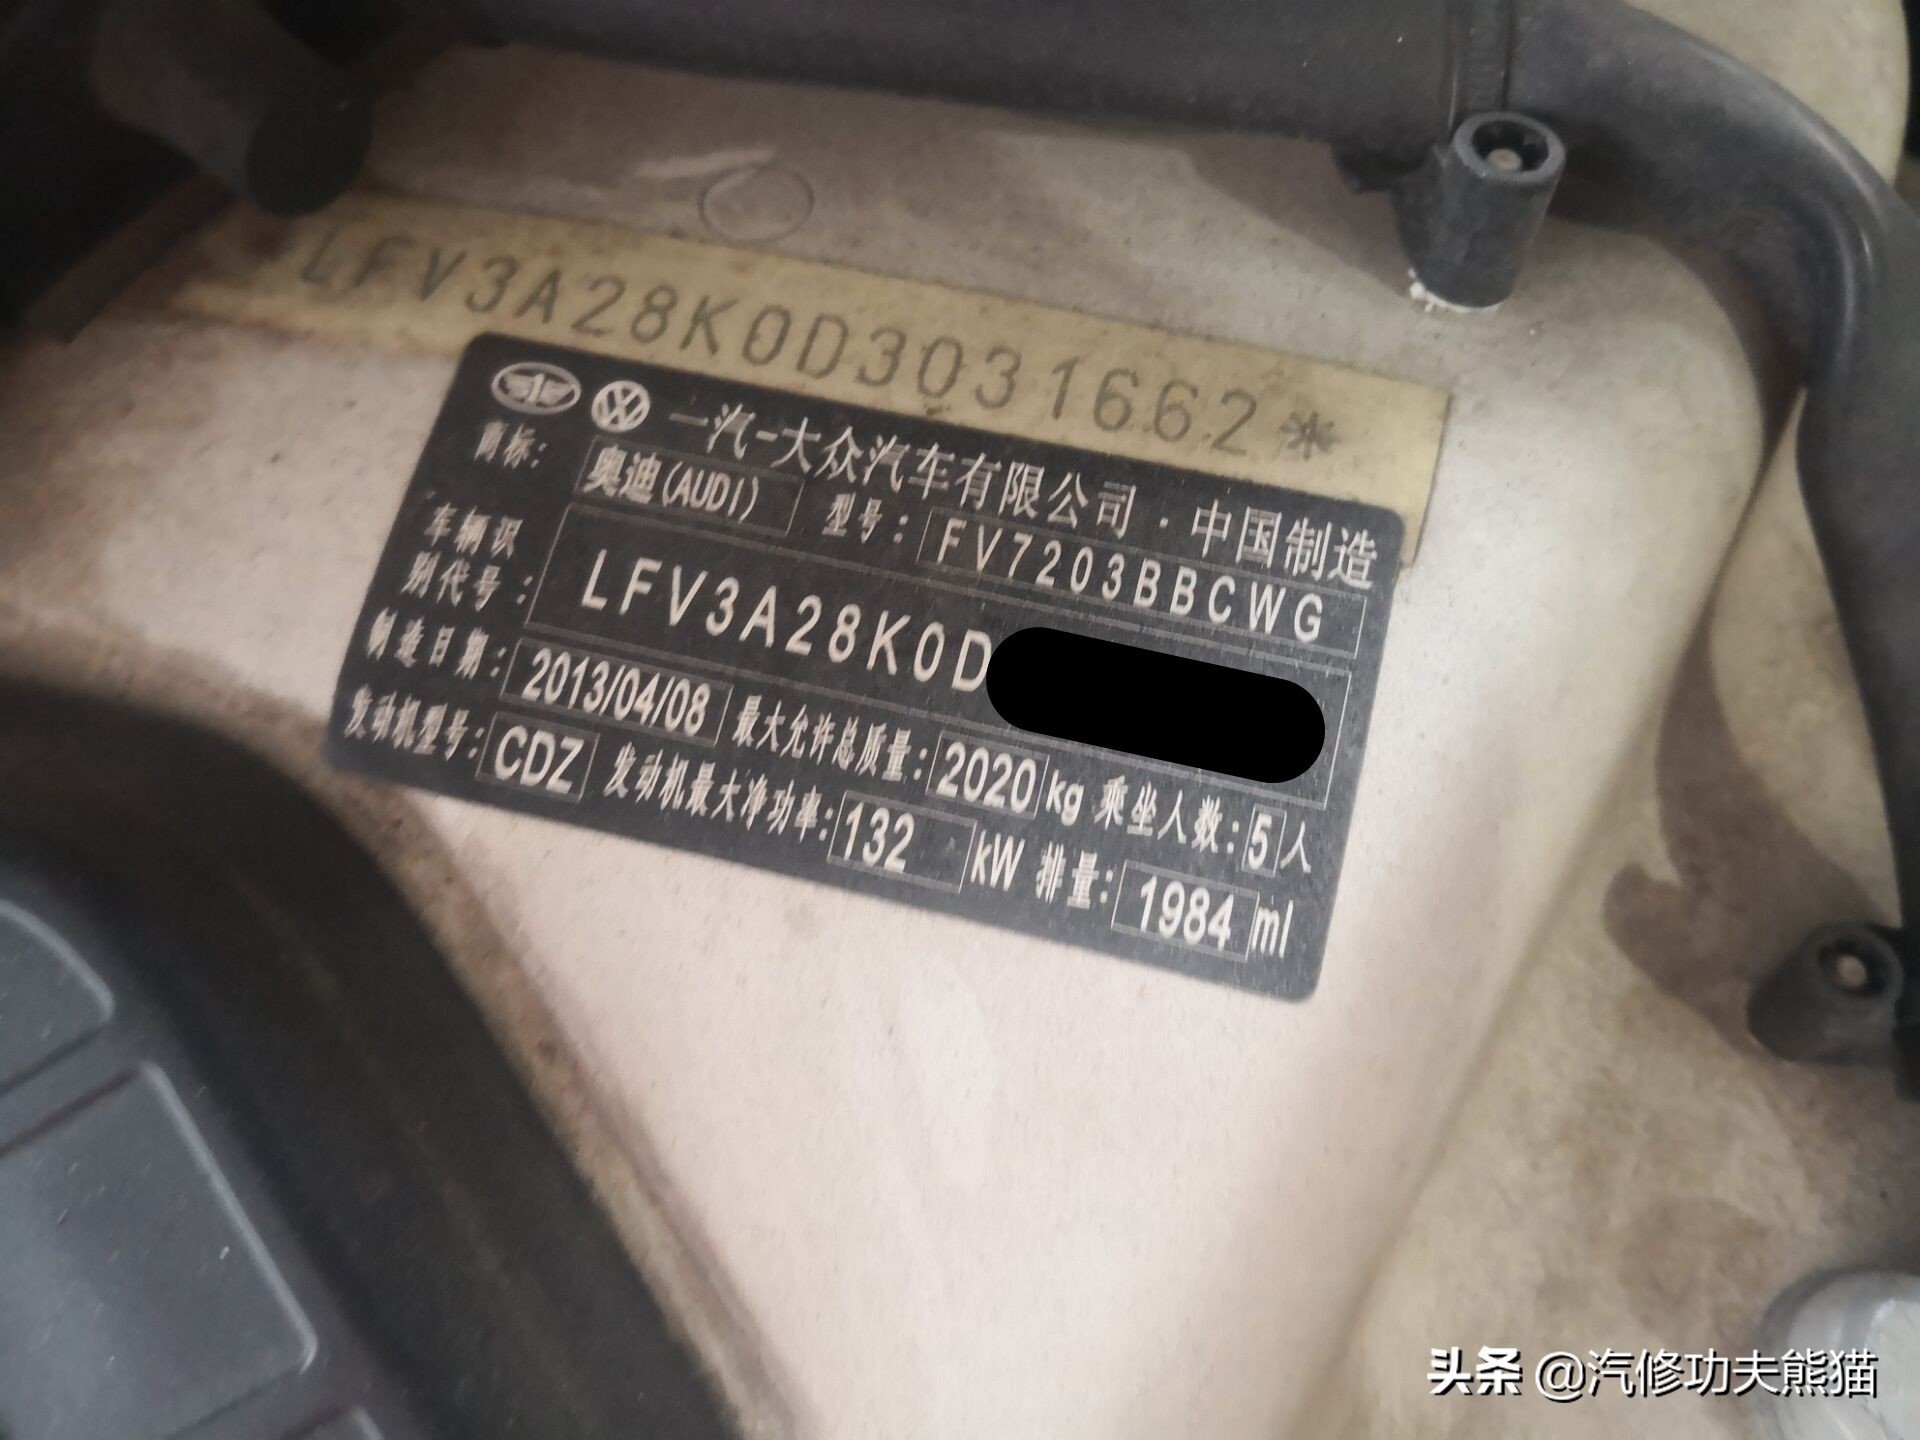 LFV3A28K0D3031662*
一汽-大众汽车有限公司 · 中国制造
商标: 奥迪(AUDI) 型号: FV7203BBCWG
车辆识别代号: LFV3A28K0D
制造日期: 2013/04/08 最大允许总质量: 2020 kg 乘坐人数: 5 人
发动机型号: CDZ 发动机最大净功率: 132 kW 排量: 1984 ml
头条 @汽修功夫熊猫